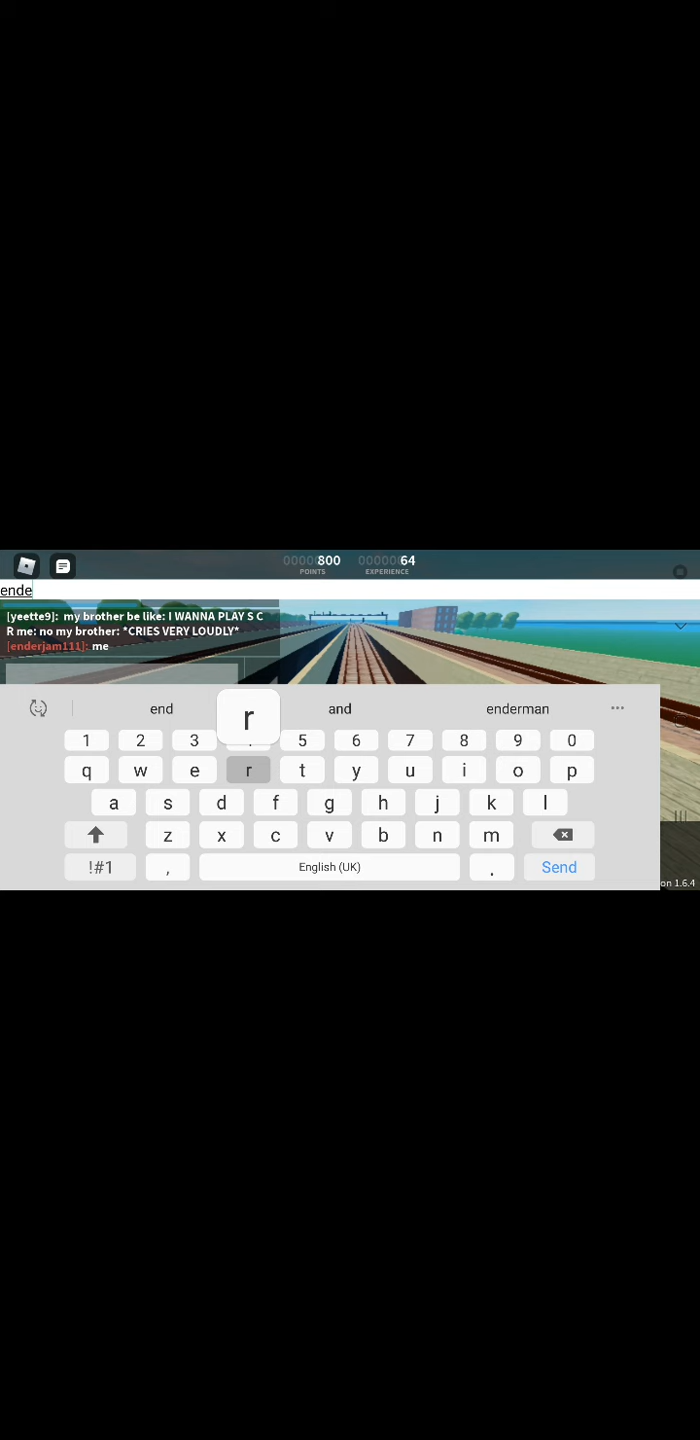 00000800 00000064
POINTS EXPERIENCE
ende
[yeette9]: my brother be like: I WANNA PLAY S C
R me: no my brother: *CRIES VERY LOUDLY*
[enderjam111]: me
end r and enderman ...
1 2 3 5 6 7 8 9 0
q w e r t y u i o p
a s d f g h j k l
z x c v b n m
!#1 , English (UK) . Send
on 1.6.4